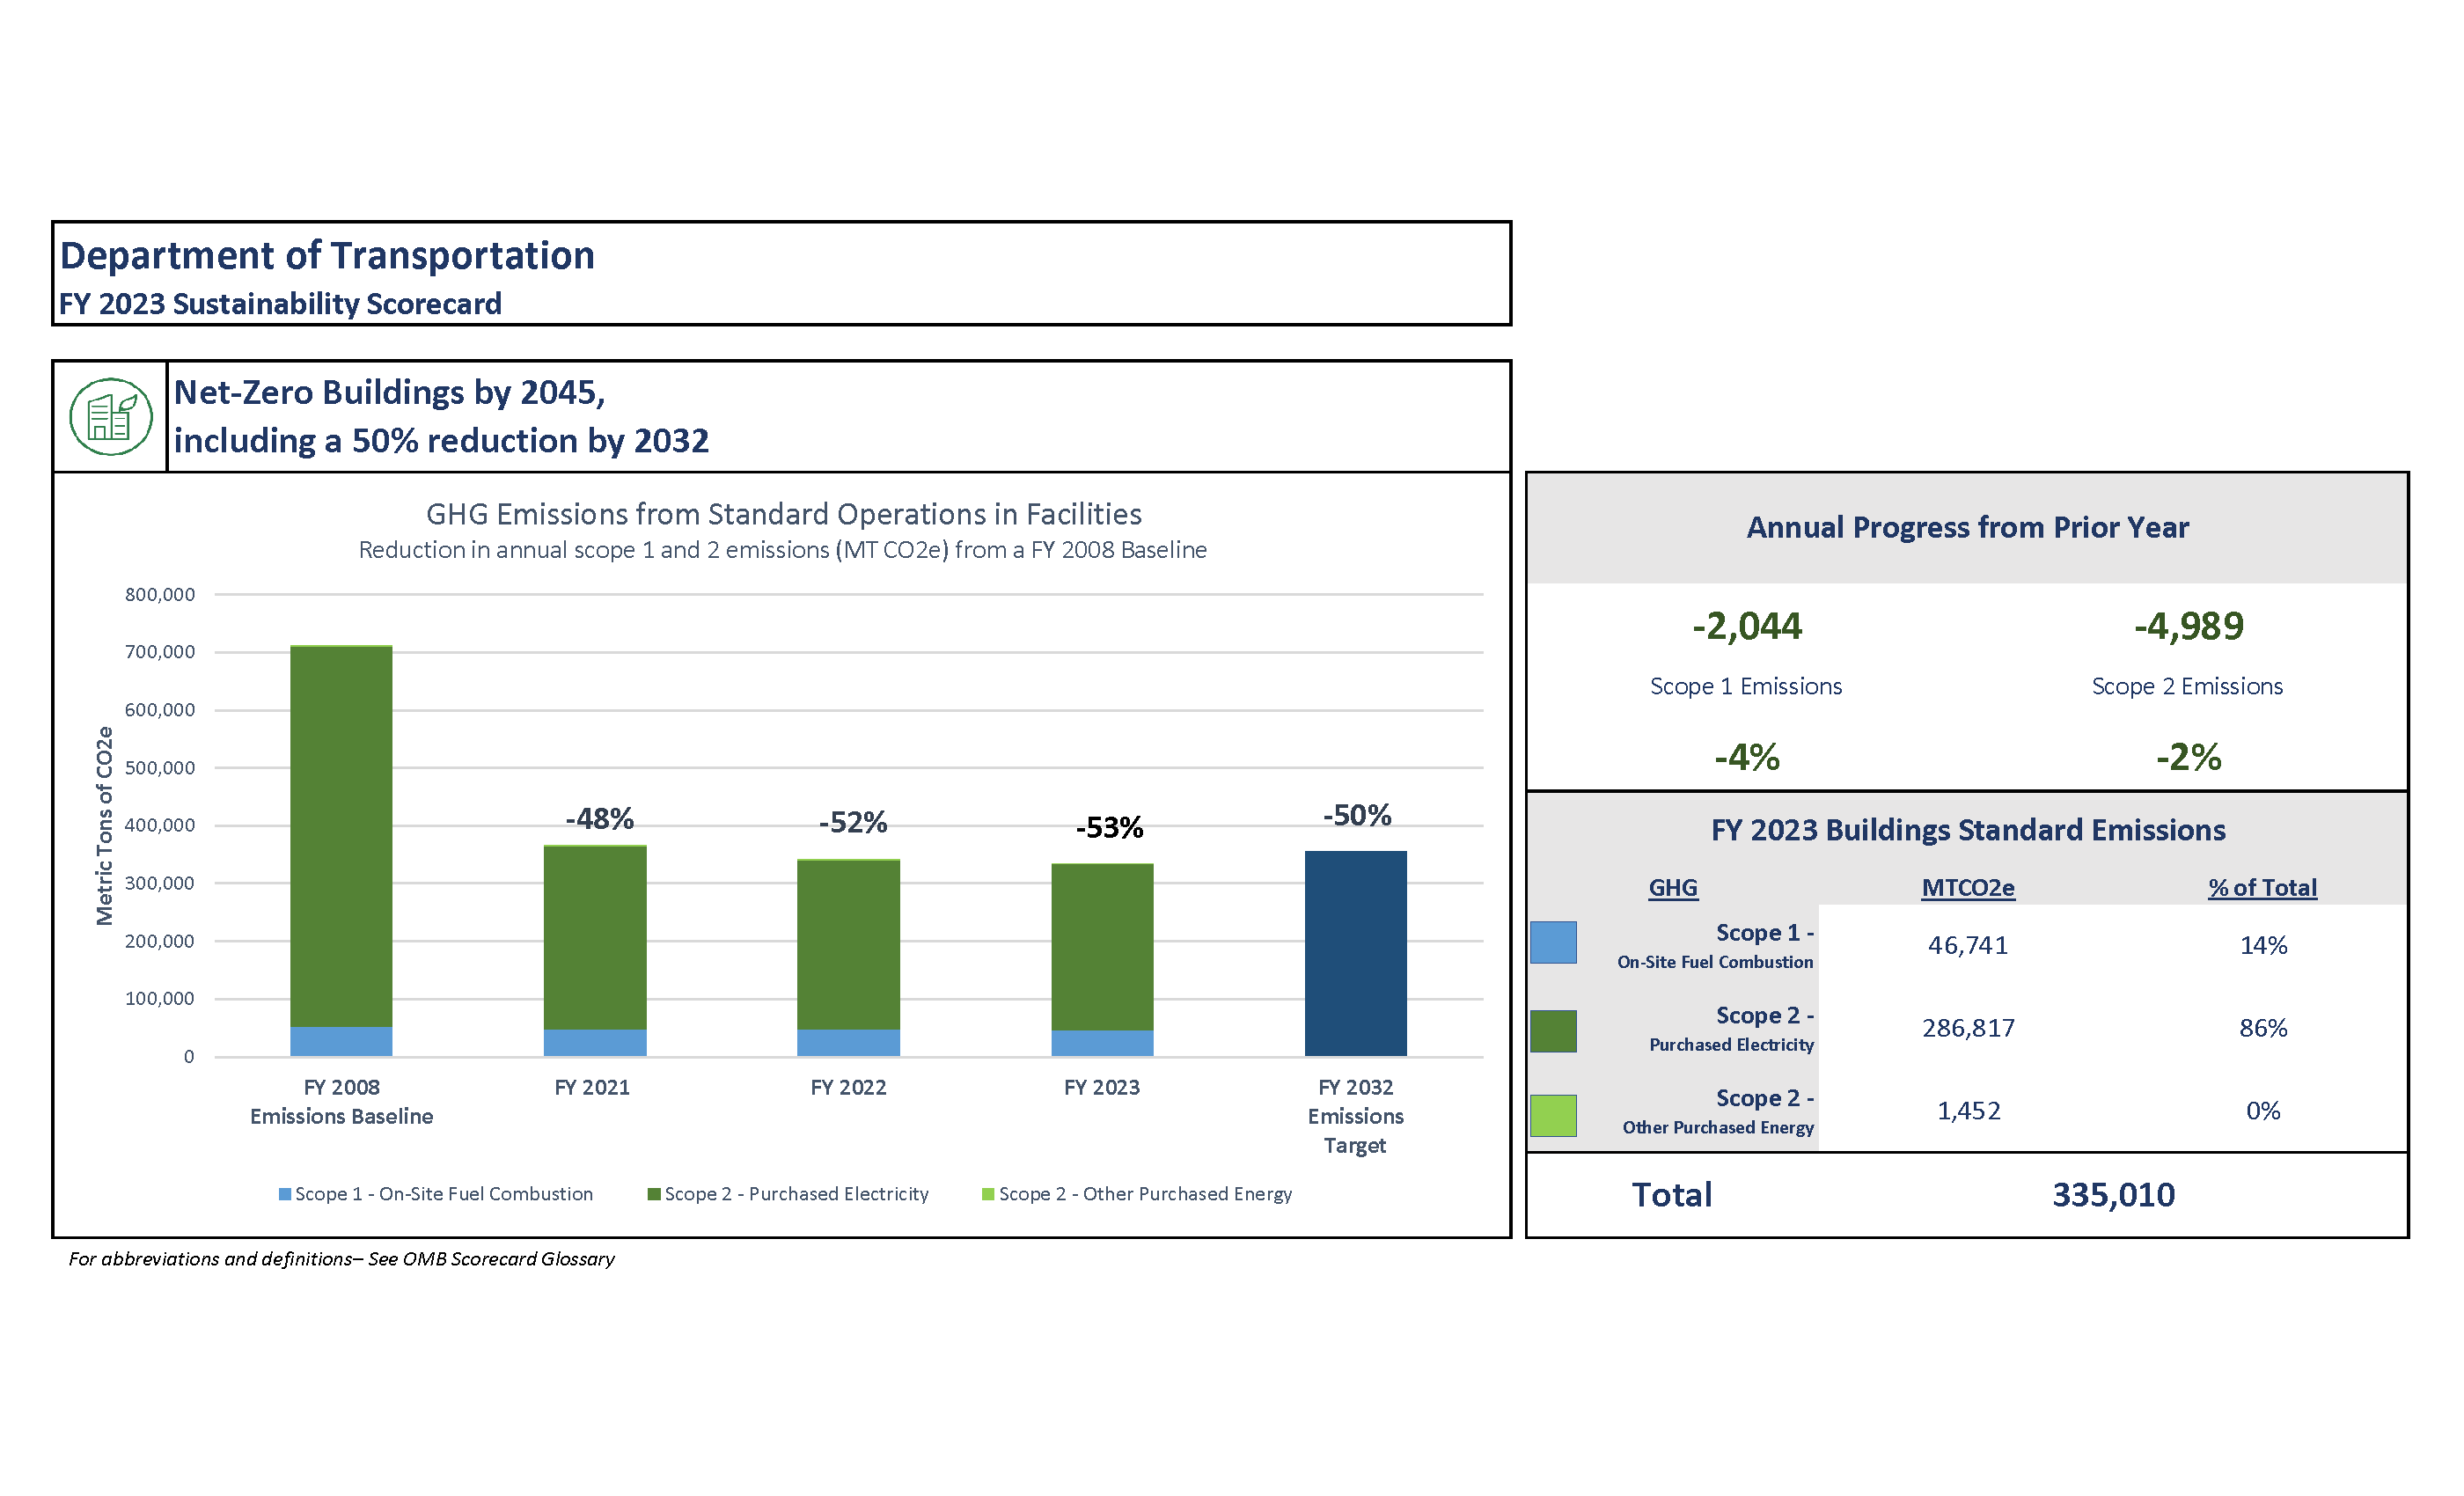 Department of Transportation
FY 2023 Sustainability Scorecard
Net-Zero Buildings by 2045,
including a 50% reduction by 2032
GHG Emissions from Standard Operations in Facilities
Reduction in annual scope 1 and 2 emissions (MT CO2e) from a FY 2008 Baseline
Metric Tons of CO2e
800,000
700,000
600,000
500,000
400,000
300,000
200,000
100,000
0
-48%
-52%
-53%
-50%
FY 2008
Emissions Baseline
FY 2021
FY 2022
FY 2023
FY 2032
Emissions
Target
Scope 1 - On-Site Fuel Combustion
Scope 2 - Purchased Electricity
Scope 2 - Other Purchased Energy
For abbreviations and definitions– See OMB Scorecard Glossary
Annual Progress from Prior Year
-2,044 -4,989
Scope 1 Emissions Scope 2 Emissions
-4% -2%
FY 2023 Buildings Standard Emissions
GHG MTCO2e % of Total
Scope 1 -
On-Site Fuel Combustion
46,741 14%
Scope 2 -
Purchased Electricity
286,817 86%
Scope 2 -
Other Purchased Energy
1,452 0%
Total 335,010